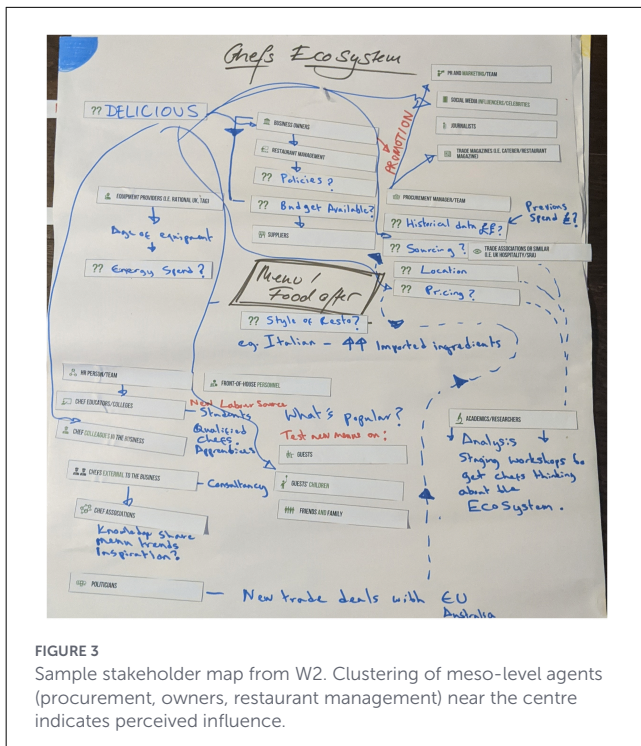 Chefs EcoSystem
PR AND MARKETING/TEAM
SOCIAL MEDIA INFLUENCERS/CELEBRITIES
JOURNALISTS
TRADE MAGAZINES (I.E. CATERER/RESTAURANT MAGAZINE)
PROMOTION
?? DELICIOUS
BUSINESS OWNERS
RESTAURANT MANAGEMENT
?? Policies?
?? Budget Available?
SUPPLIERS
PROCUREMENT MANAGER/TEAM
?? Historical data ££?
Previous
Spend £?
?? Sourcing?
TRADE ASSOCIATIONS OR SIMILAR
(I.E. UK HOSPITALITY/SRA)
?? Location
?? Pricing?
EQUIPMENT PROVIDERS (I.E. RATIONAL UK, TAG)
Age of equipment
?? Energy Spend?
Menu /
Food offer
?? Style of Resto?
eg. Italian – ⇈ Imported ingredients
HR PERSON/TEAM
CHEF EDUCATORS/COLLEGES
CHEF COLLEAGUES IN THE BUSINESS
New Labour Source
Students
Qualified
Chefs.
Apprentices
CHEFS EXTERNAL TO THE BUSINESS
– Consultancy
CHEF ASSOCIATIONS
Knowledge share
menu trends
Inspiration?
FRONT-OF-HOUSE PERSONNEL
What's popular?
Test new menus on:
GUESTS
GUESTS' CHILDREN
FRIENDS AND FAMILY
ACADEMICS/RESEARCHERS
Analysis
Staging workshops to
get chefs thinking
about the
EcoSystem.
POLITICIANS
– New trade deals with EU
Australia
FIGURE 3
Sample stakeholder map from W2. Clustering of meso-level agents
(procurement, owners, restaurant management) near the centre
indicates perceived influence.